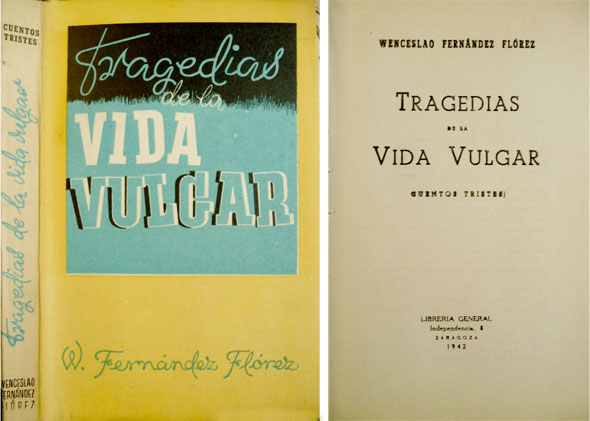 CUENTOS
TRISTES
Tragedias de la vida vulgar
WENCESLAO
FERNÁNDEZ
FLÓREZ
Tragedias
de la
VIDA
VULGAR
W. Fernández Flórez
WENCESLAO FERNÁNDEZ FLÓREZ
TRAGEDIAS
DE LA
VIDA VULGAR
CUENTOS TRISTES)
LIBRERIA GENERAL
Independencia, 8
ZARAGOZA
1942